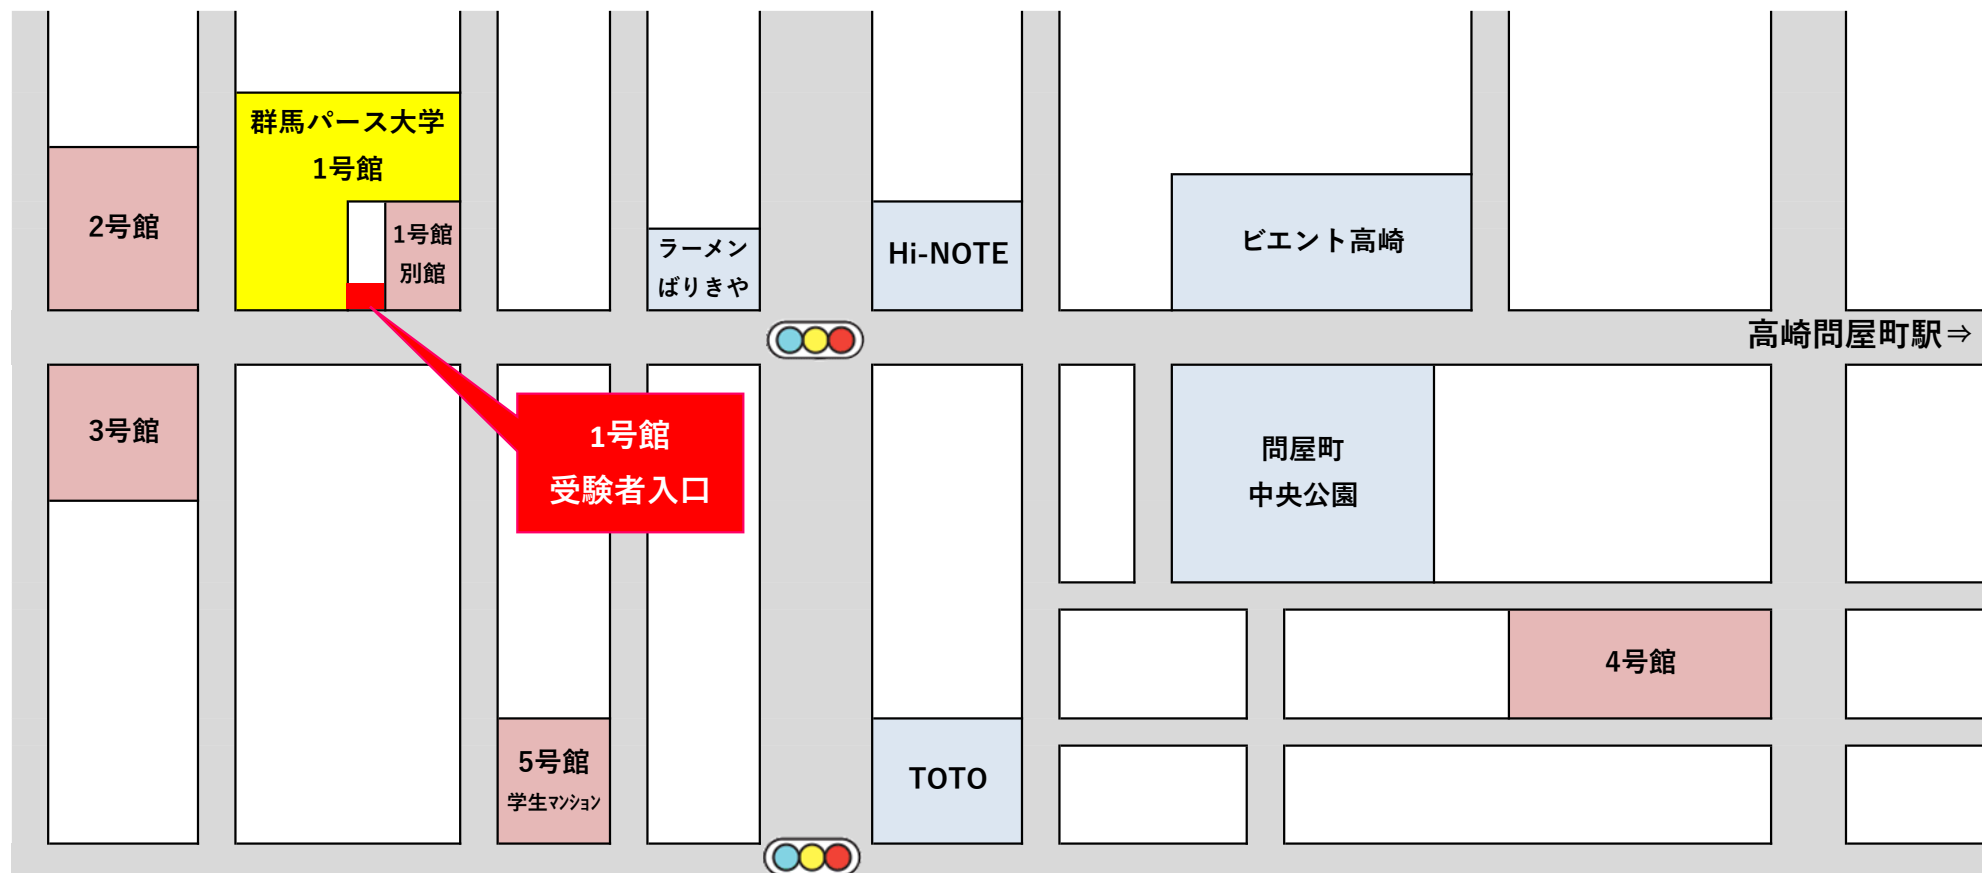 群馬パース大学
1号館
2号館
1号館
別館
ラーメン
ばりきや
Hi-NOTE
ビエント高崎
高崎問屋町駅⇒
3号館
1号館
受験者入口
問屋町
中央公園
4号館
5号館
学生ﾏﾝｼｮﾝ
TOTO